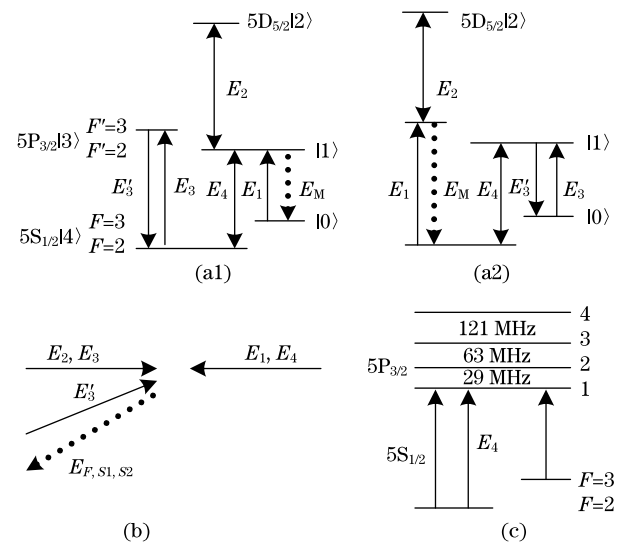 5D5/2|2⟩
E2
5P3/2|3⟩ F′=3
F′=2
|1⟩
E′3 E3 E4 E1 EM
5S1/2|4⟩ F=3
F=2
|0⟩
(a1)
5D5/2|2⟩
E2
|1⟩
E1 EM E4 E′3 E3
|0⟩
(a2)
E2, E3
E1, E4
E′3
EF, S1, S2
(b)
4
121 MHz
3
5P3/2 63 MHz
2
29 MHz
1
5S1/2 E4
F=3
F=2
(c)